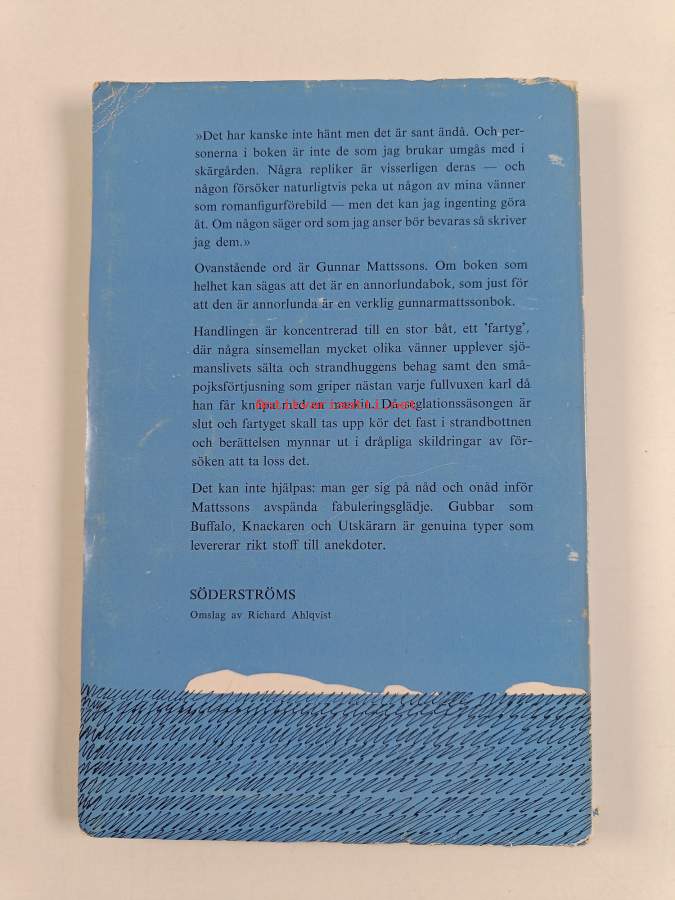 »Det har kanske inte hänt men det är sant ändå. Och per-
sonerna i boken är inte de som jag brukar umgås med i
skärgården. Några repliker är visserligen deras — och
någon försöker naturligtvis peka ut någon av mina vänner
som romanfigurförebild — men det kan jag ingenting göra
åt. Om någon säger ord som jag anser bör bevaras så skriver
jag dem.»
Ovanstående ord är Gunnar Mattssons. Om boken som
helhet kan sägas att det är en annorlundabok, som just för
att den är annorlunda är en verklig gunnarmattssonbok.
Handlingen är koncentrerad till en stor båt, ett 'fartyg',
där några sinsemellan mycket olika vänner upplever sjö-
manslivets sälta och strandhuggens behag samt den små-
pojksförtjusning som griper nästan varje fullvuxen karl då
han får knåpa med en maskin. Då seglationssäsongen är
slut och fartyget skall tas upp kör det fast i strandbottnen
och berättelsen mynnar ut i dråpliga skildringar av för-
söken att ta loss det.
Det kan inte hjälpas: man ger sig på nåd och onåd inför
Mattssons avspända fabuleringsglädje. Gubbar som
Buffalo, Knackaren och Utskärarn är genuina typer som
levererar rikt stoff till anekdoter.
SÖDERSTRÖMS
Omslag av Richard Ahlqvist